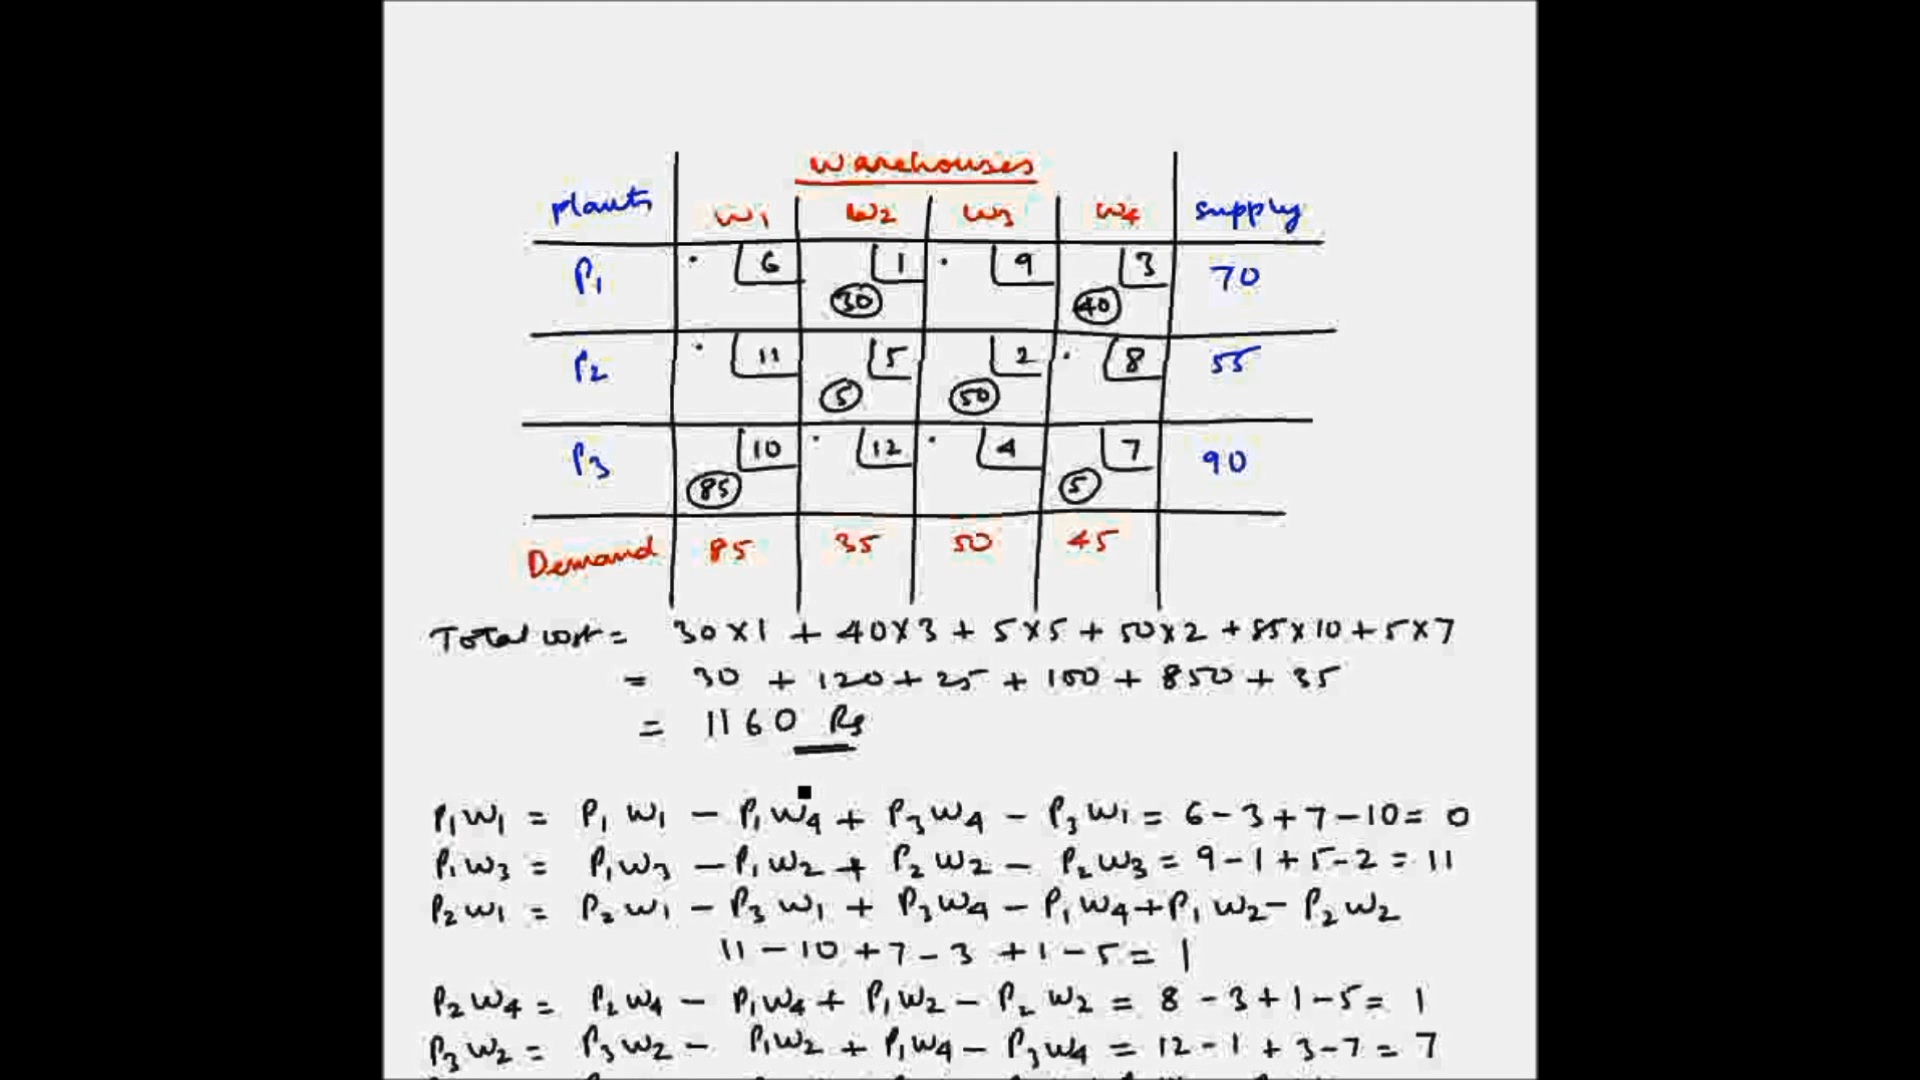 warehouses
plants W1 W2 W3 W4 supply
P1 6 1 30 9 3 40 70
P2 11 5 5 2 50 8 55
P3 10 85 12 4 7 5 90
Demand 85 35 50 45
Total cost = 30×1 + 40×3 + 5×5 + 50×2 + 85×10 + 5×7
= 30 + 120 + 25 + 100 + 850 + 35
= 1160 Rs
P1W1 = P1W1 - P1W4 + P3W4 - P3W1 = 6 - 3 + 7 - 10 = 0
P1W3 = P1W3 - P1W2 + P2W2 - P2W3 = 9 - 1 + 5 - 2 = 11
P2W1 = P2W1 - P3W1 + P3W4 - P1W4 + P1W2 - P2W2
11 - 10 + 7 - 3 + 1 - 5 = 1
P2W4 = P2W4 - P1W4 + P1W2 - P2W2 = 8 - 3 + 1 - 5 = 1
P3W2 = P3W2 - P1W2 + P1W4 - P3W4 = 12 - 1 + 3 - 7 = 7